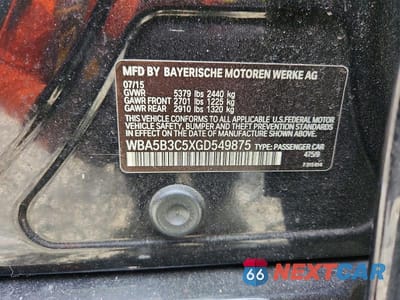 MFD BY BAYERISCHE MOTOREN WERKE AG
07/15
GVWR 5379 lbs 2440 kg
GAWR FRONT 2701 lbs 1225 kg
GAWR REAR 2910 lbs 1320 kg
THIS VEHICLE CONFORMS TO ALL APPLICABLE U.S.FEDERAL MOTOR
VEHICLE SAFETY, BUMPER AND THEFT PREVENTION STANDARDS
IN EFFECT ON THE DATE OF MANUFACTURE SHOWN ABOVE.
WBA5B3C5XGD549875 TYPE: PASSENGER CAR
475/9
66 NEXTCAR